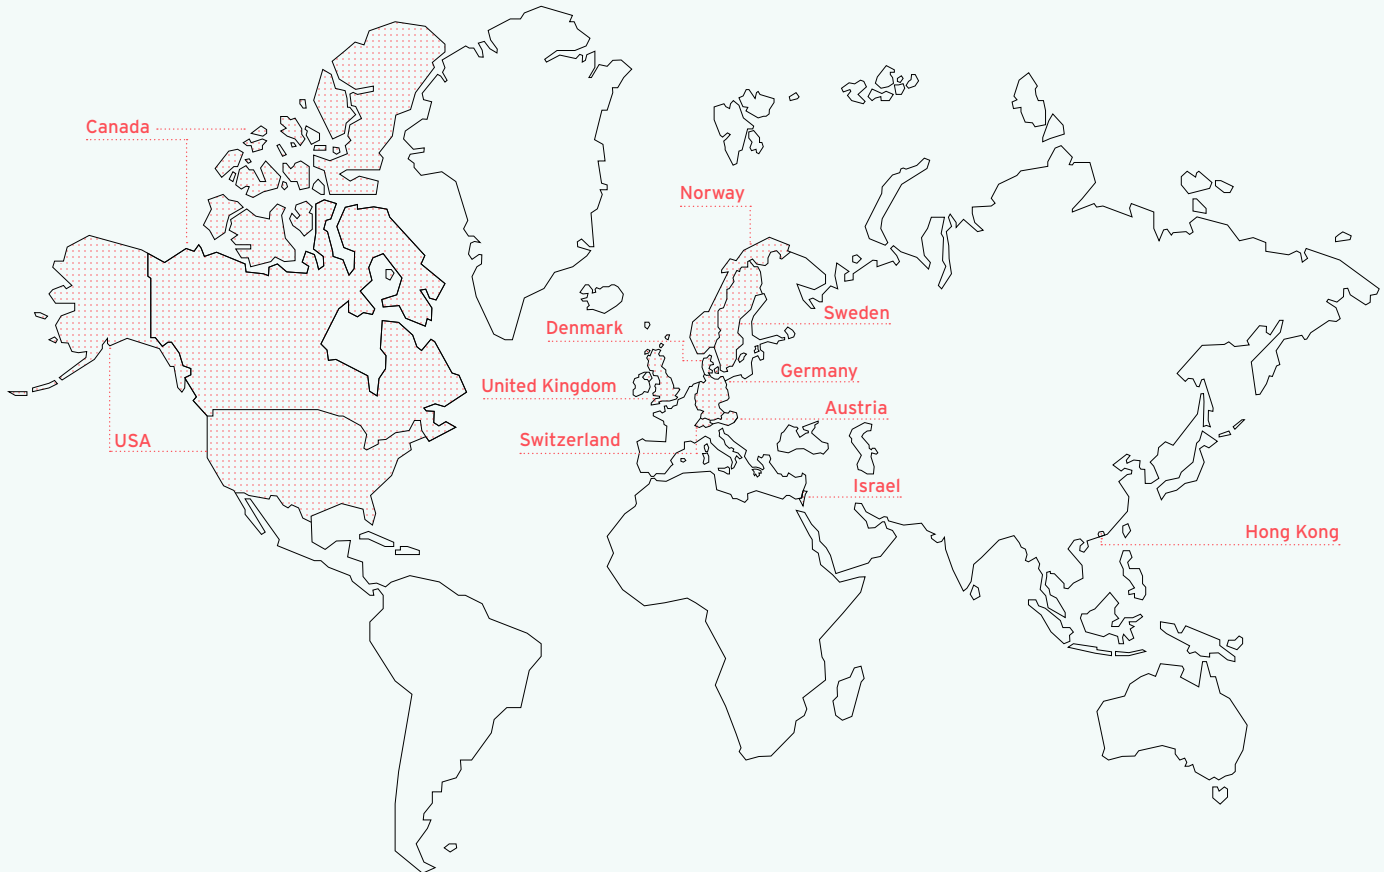 Canada
Norway
Sweden
Denmark
Germany
United Kingdom
Austria
USA
Switzerland
Israel
Hong Kong